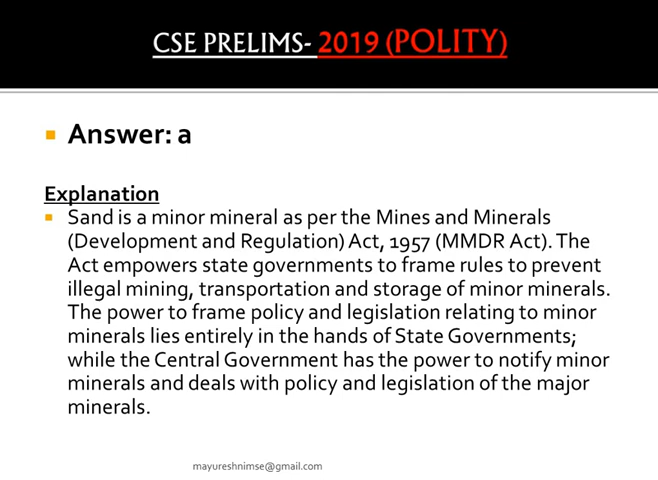 CSE PRELIMS- 2019 (POLITY)
Answer: a
Explanation
Sand is a minor mineral as per the Mines and Minerals
(Development and Regulation) Act, 1957 (MMDR Act). The
Act empowers state governments to frame rules to prevent
illegal mining, transportation and storage of minor minerals.
The power to frame policy and legislation relating to minor
minerals lies entirely in the hands of State Governments;
while the Central Government has the power to notify minor
minerals and deals with policy and legislation of the major
minerals.
mayureshnimse@gmail.com